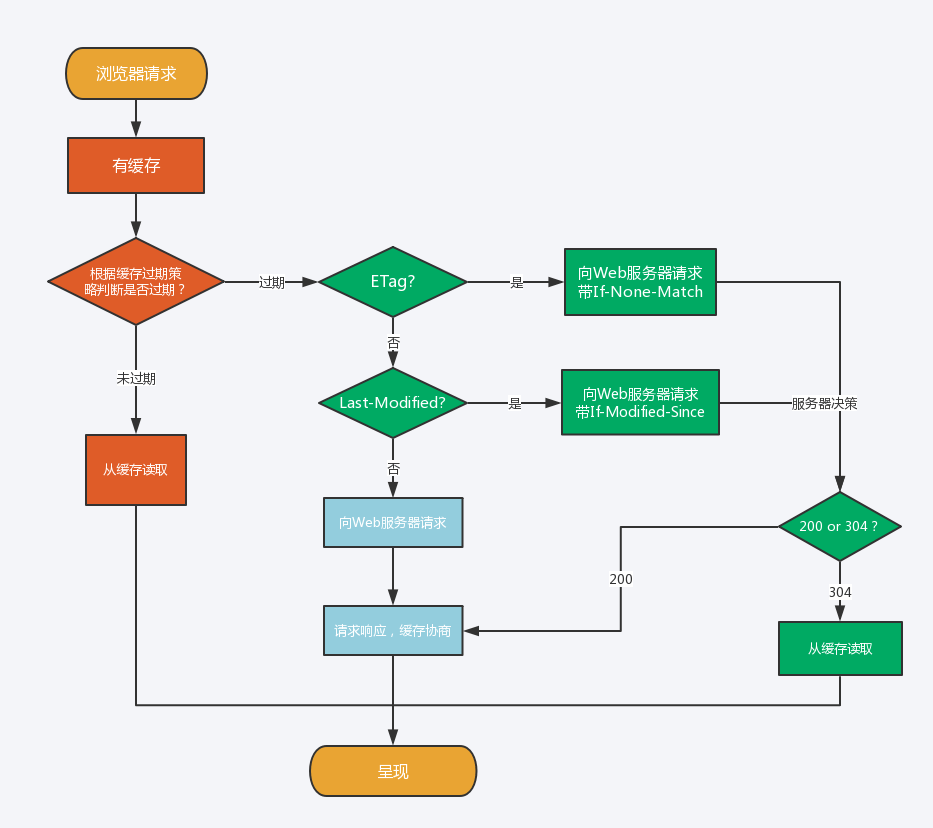 浏览器请求
有缓存
根据缓存过期策
略判断是否过期？
过期
ETag?
是
向Web服务器请求
带If-None-Match
否
未过期
Last-Modified?
是
向Web服务器请求
带If-Modified-Since
服务器决策
从缓存读取
否
向Web服务器请求
200 or 304？
200
304
请求响应，缓存协商
从缓存读取
呈现